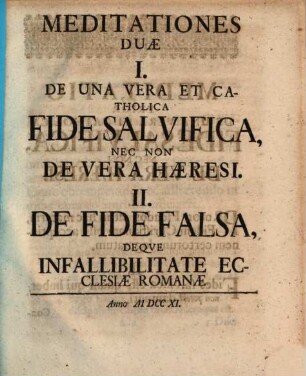 MEDITATIONES
DUÆ
I.
DE UNA VERA ET CA-
THOLICA
FIDE SALVIFICA,
NEC NON
DE VERA HÆRESI.
II.
DE FIDE FALSA,
DEQVE
INFALLIBILITATE EC-
CLESIÆ ROMANÆ
Anno M DCC XI.